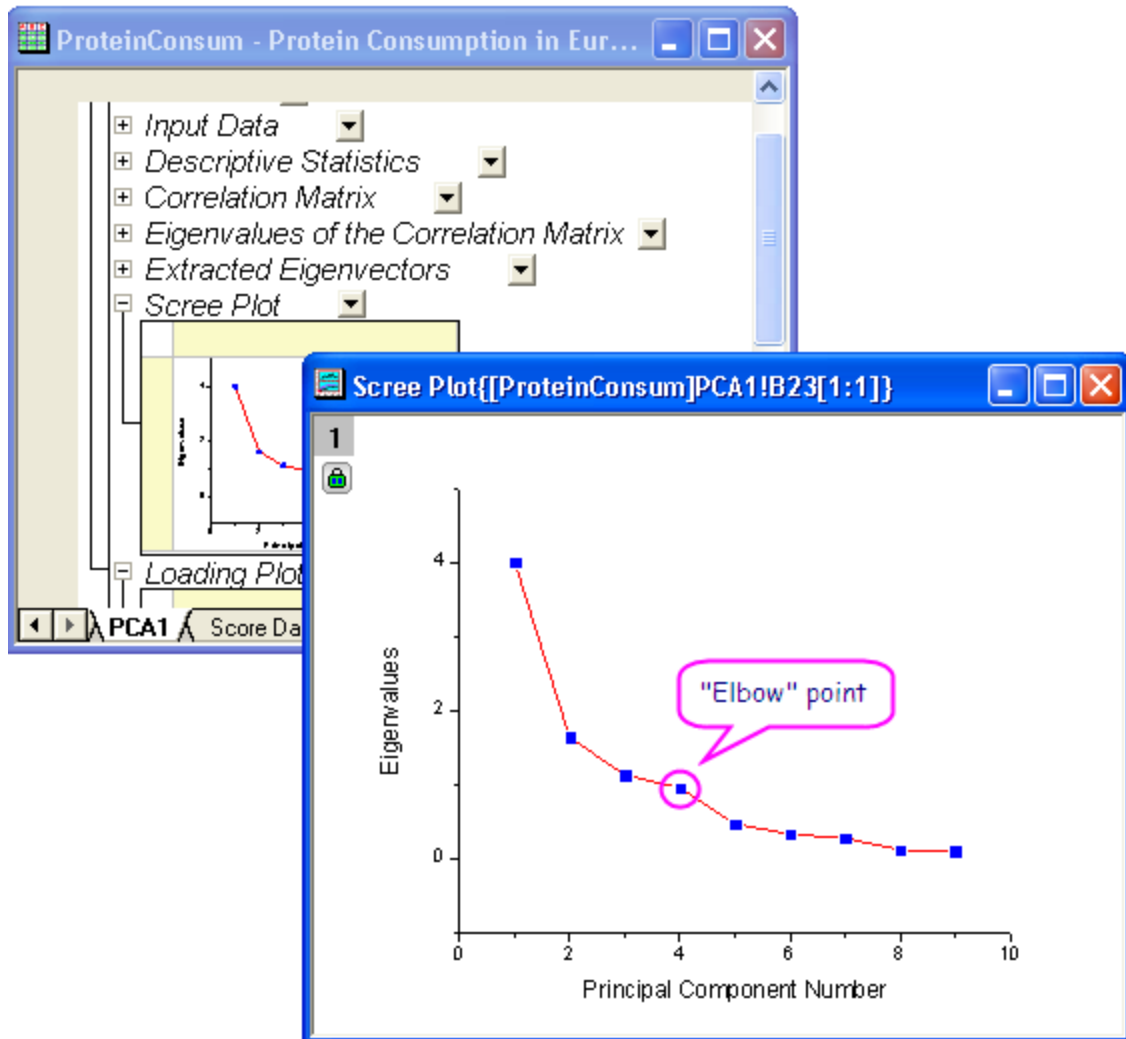 ProteinConsum - Protein Consumption in Eur...
Input Data
Descriptive Statistics
Correlation Matrix
Eigenvalues of the Correlation Matrix
Extracted Eigenvectors
Scree Plot
4
2
Loading Plot
PCA1
Score Da
Scree Plot{[ProteinConsum]PCA1!B23[1:1]}
1
4
2
0
Eigenvalues
"Elbow" point
0
2
4
6
8
10
Principal Component Number